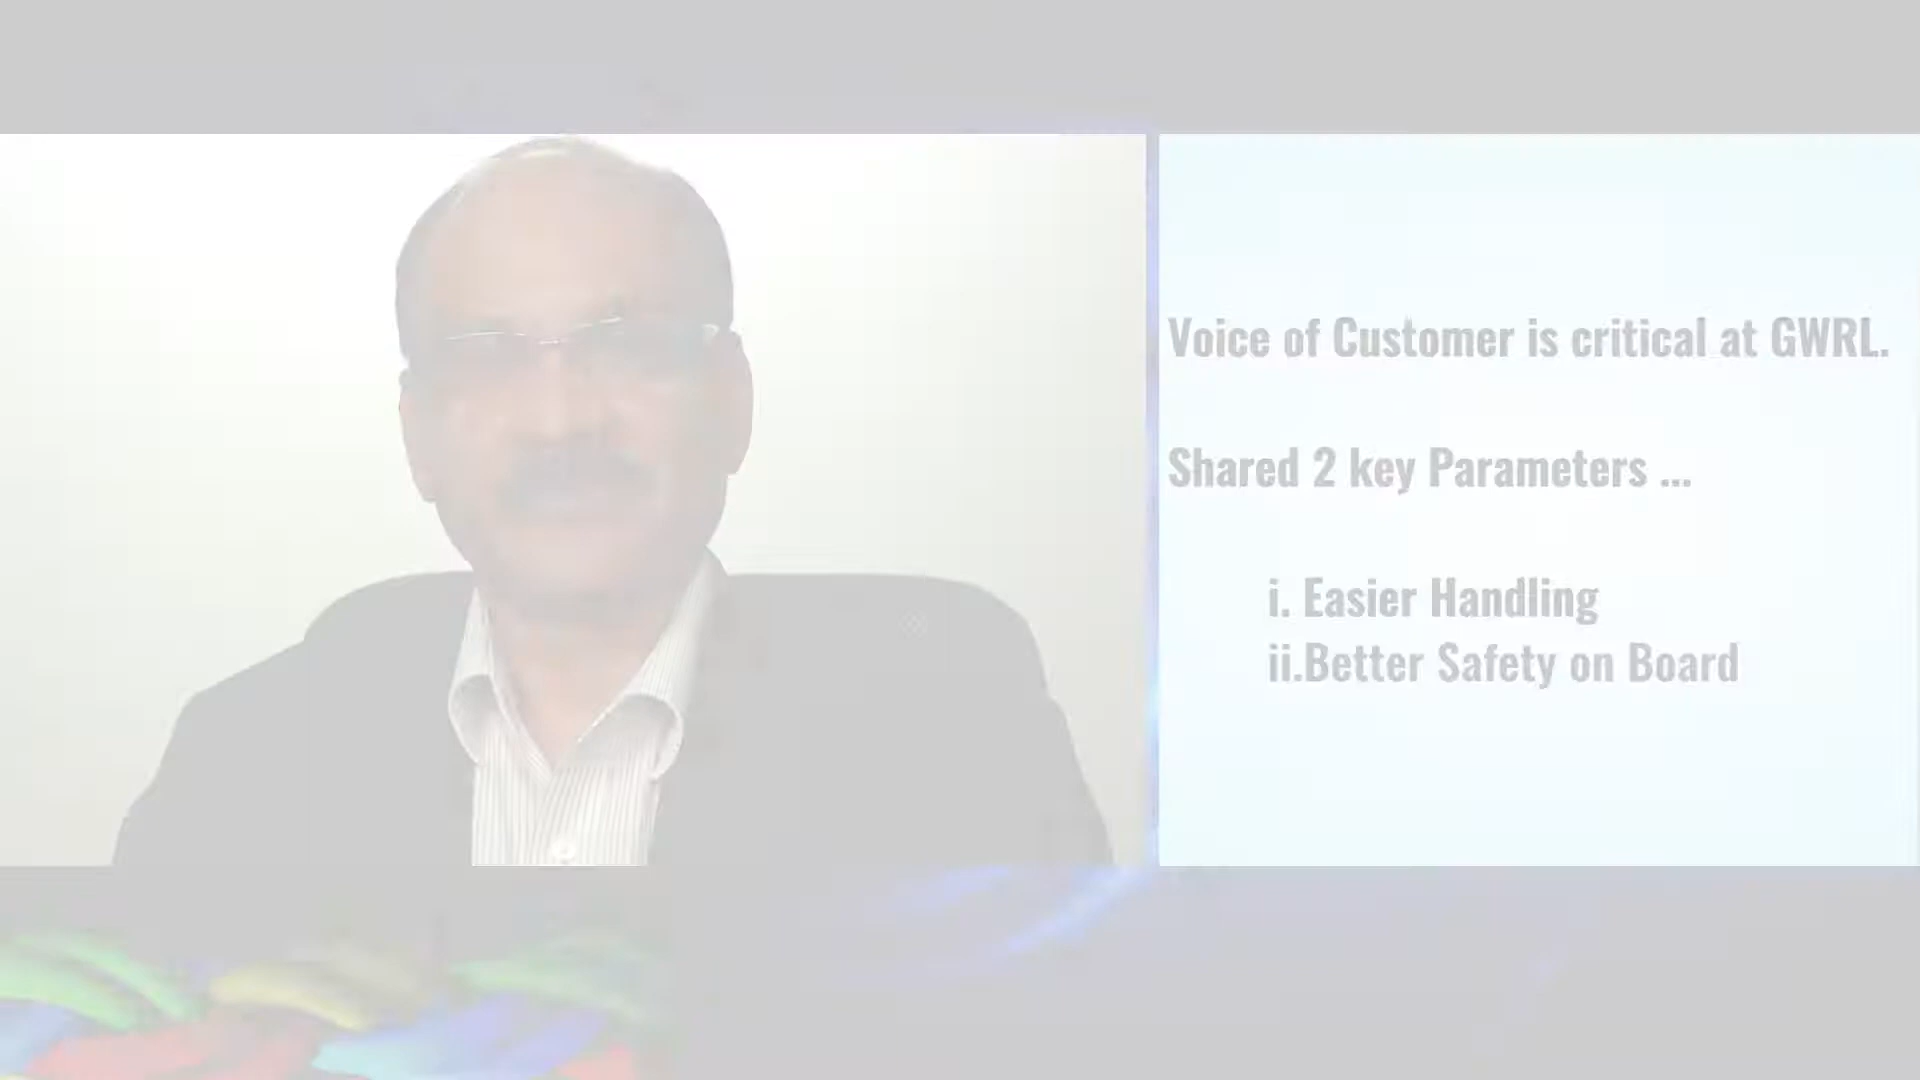 Voice of Customer is critical at GWRL.
Shared 2 key Parameters ...
i. Easier Handling
ii.Better Safety on Board